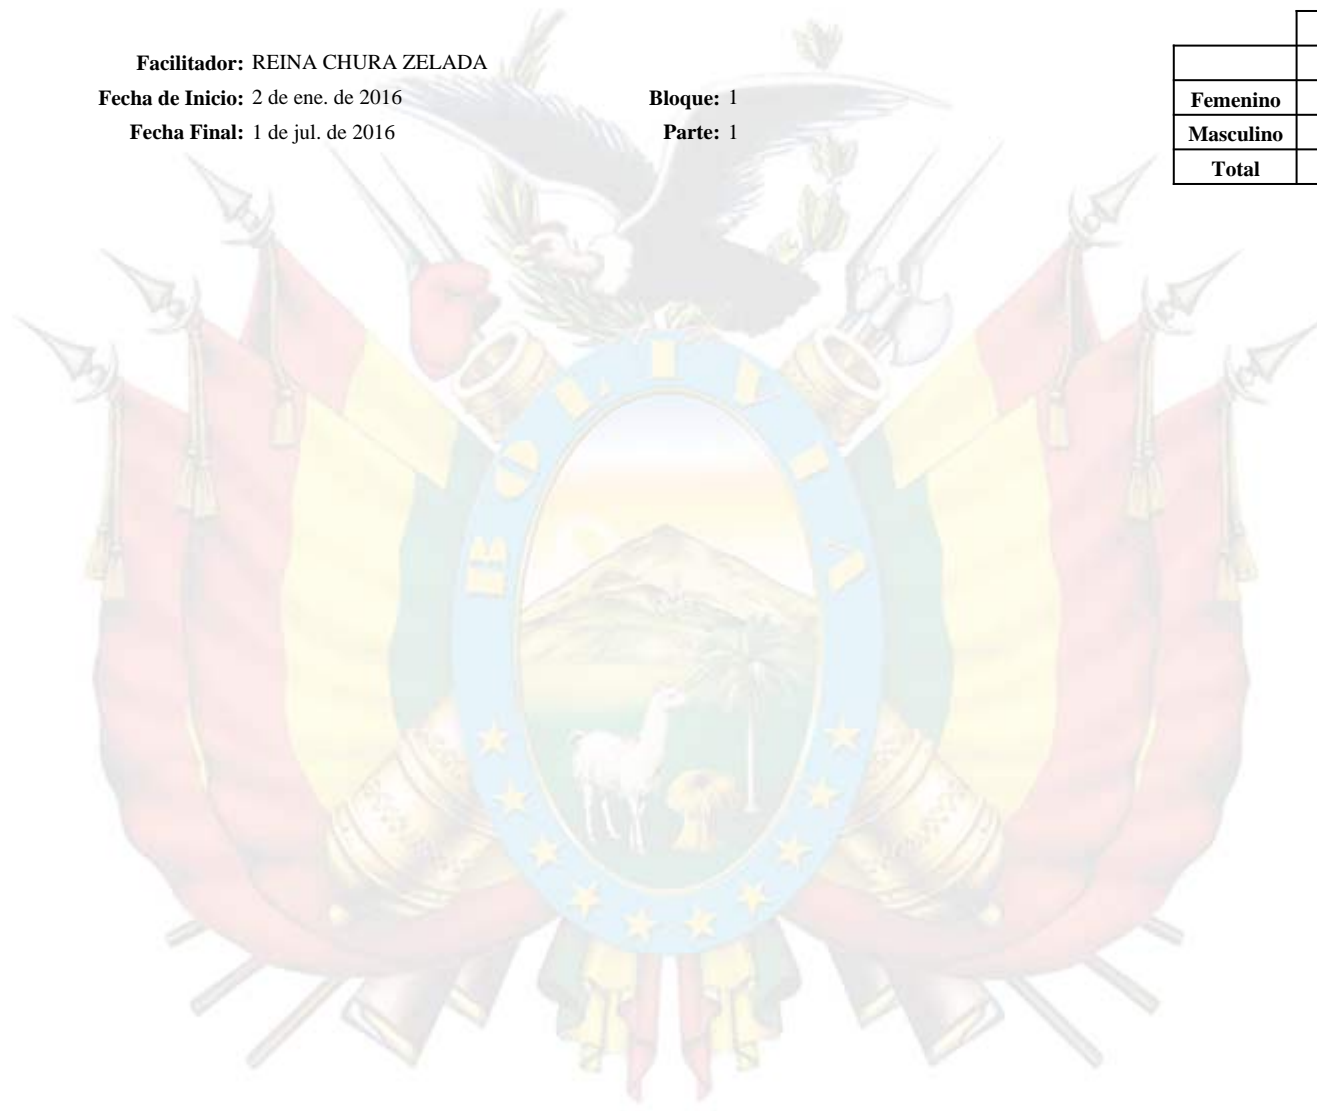 Facilitador: REINA CHURA ZELADA
Fecha de Inicio: 2 de ene. de 2016 Bloque: 1
Fecha Final: 1 de jul. de 2016 Parte: 1
Femenino
Masculino
Total
BOLIVIA